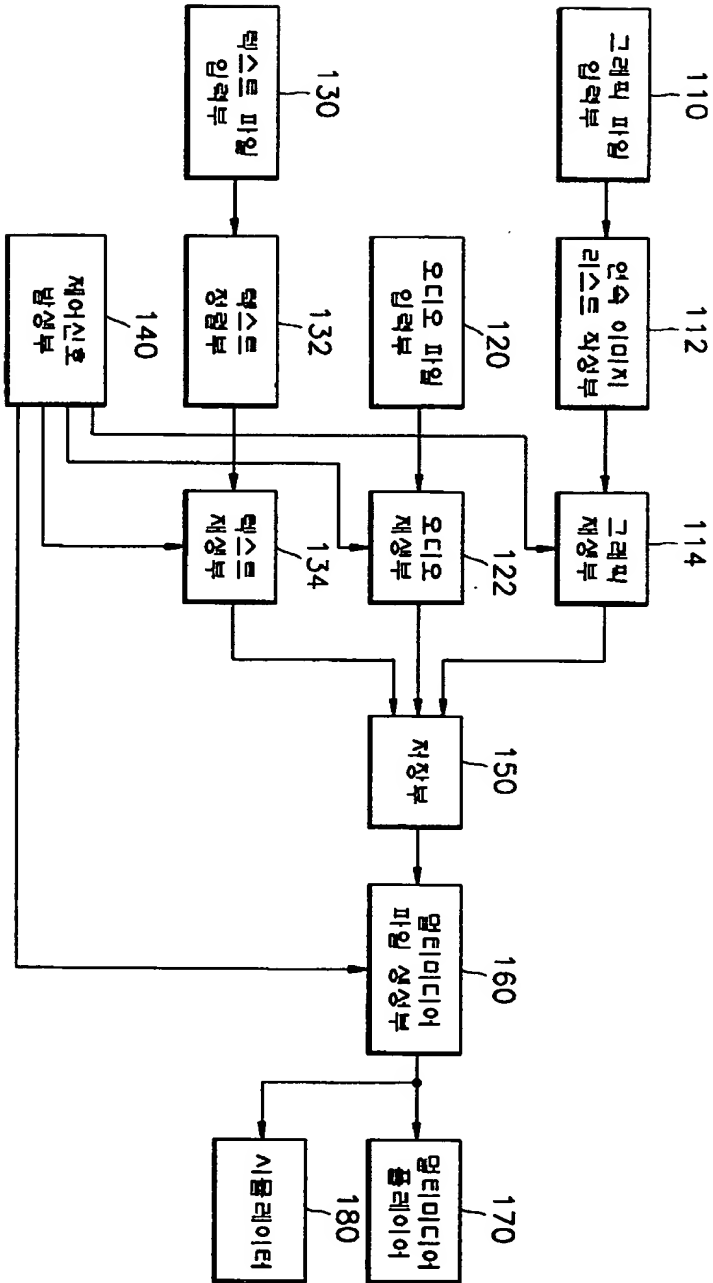 110
그래픽 파일
입력부
112
연속 이미지
리스트 작성부
114
그래픽
재생부
120
오디오 파일
입력부
122
오디오
재생부
130
텍스트 파일
입력부
132
텍스트
정렬부
134
텍스트
재생부
140
제어신호
발생부
150
저장부
160
멀티미디어
파일 생성부
170
멀티미디어
플레이어
180
시뮬레이터